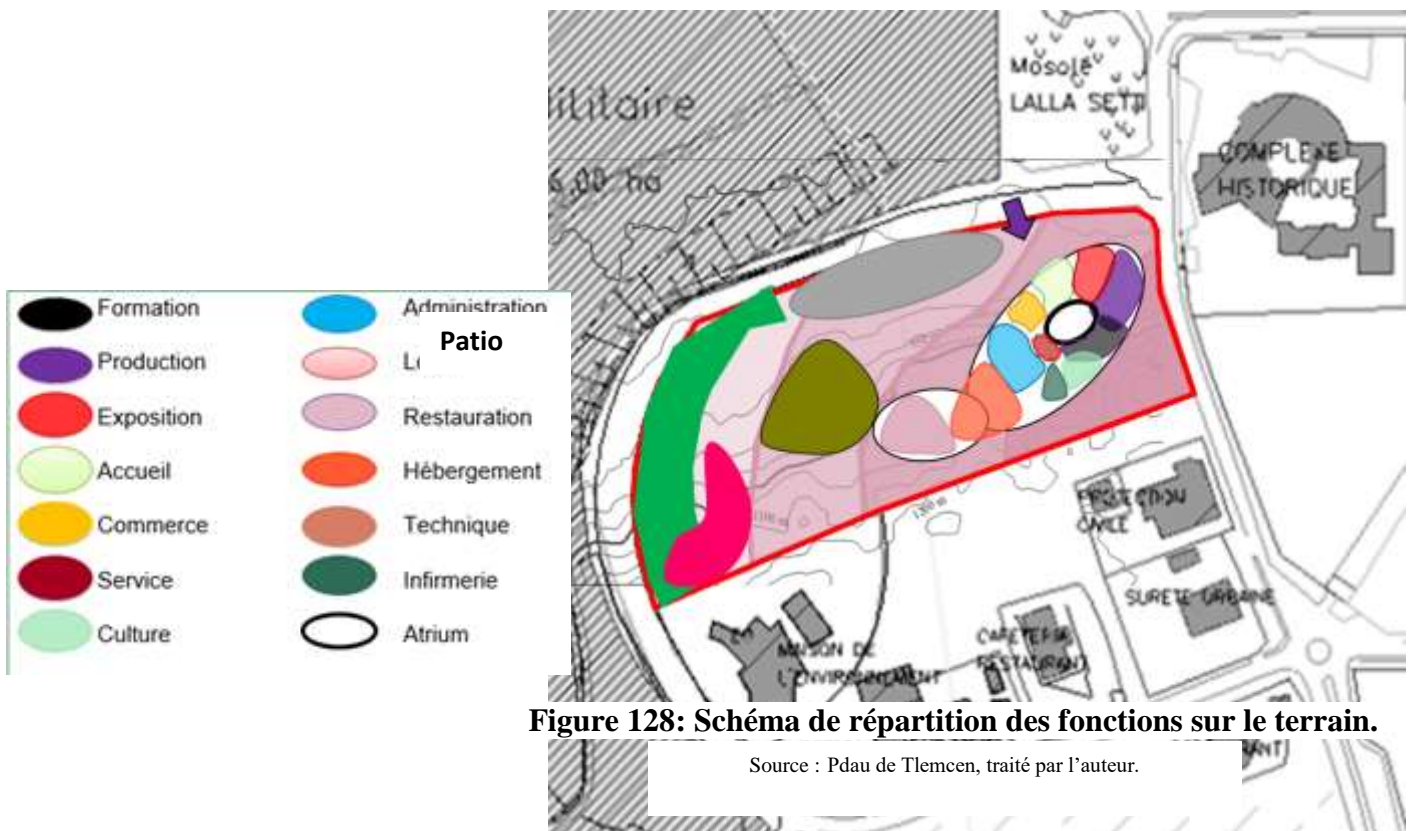 Mosolé
LALLA SETTI
ilitaire
6,00 ha
COMPLEXE
HISTORIQUE
Formation
Administration
Patio
Production
Exposition
Restauration
Accueil
Hébergement
Commerce
Technique
Service
Infirmerie
Culture
Atrium
1200 m
PROTECTION
CIVILE
SURETE URBAINE
MAISON DE
L'ENVIRONNEMENT
CAFETERIA
RESTAURANT
Figure 128: Schéma de répartition des fonctions sur le terrain.
Source : Pdau de Tlemcen, traité par l'auteur.